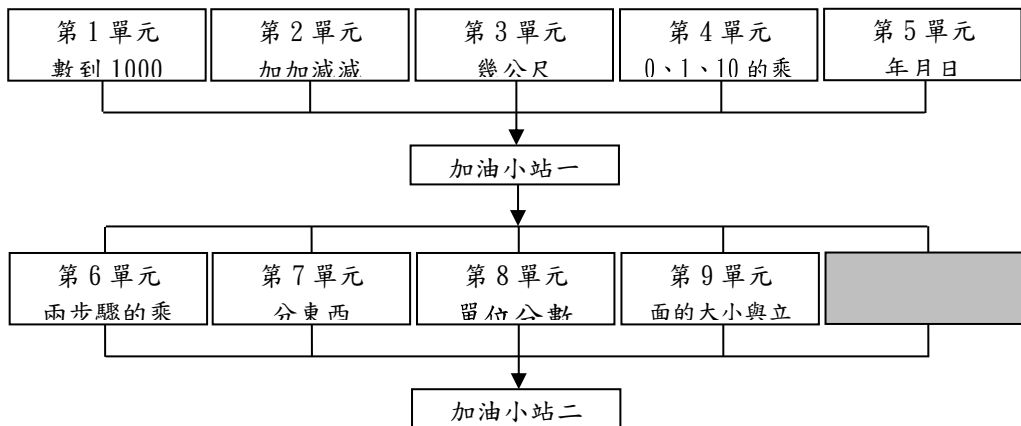 第 1 單元
數到 1000
第 2 單元
加加減減
第 3 單元
幾公尺
第 4 單元
0、1、10 的乘
第 5 單元
年月日
加油小站一
第 6 單元
兩步驟的乘
第 7 單元
分東西
第 8 單元
單位分數
第 9 單元
面的大小與立
加油小站二